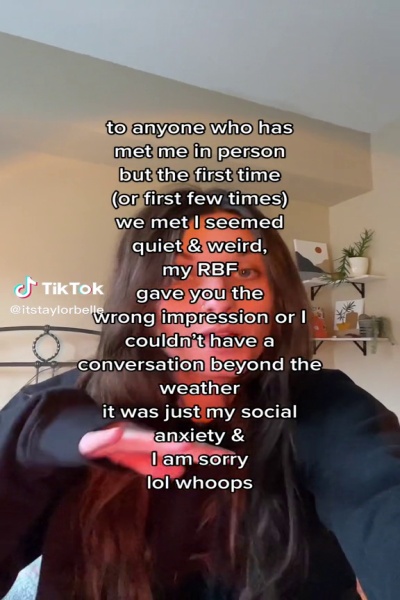 to anyone who has
met me in person
but the first time
(or first few times)
we met I seemed
quiet & weird,
my RBF
gave you the
wrong impression or I
couldn't have a
conversation beyond the
weather
it was just my social
anxiety &
I am sorry
lol whoops
TikTok
@itstaylorbelle